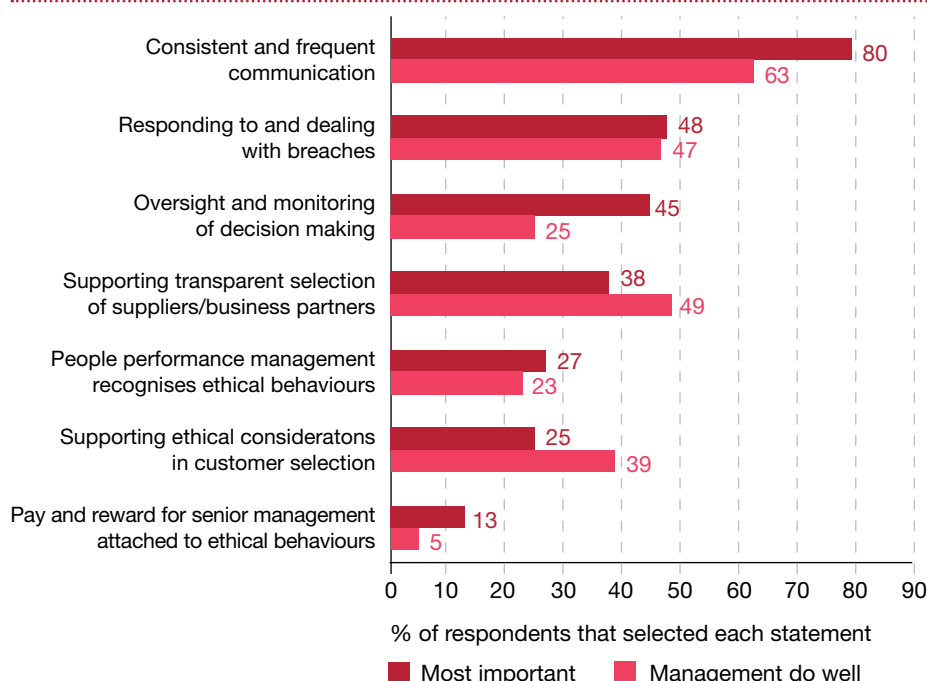 Consistent and frequent
communication
80
63
Responding to and dealing
with breaches
48
47
Oversight and monitoring
of decision making
45
25
Supporting transparent selection
of suppliers/business partners
38
49
People performance management
recognises ethical behaviours
27
23
Supporting ethical consideratons
in customer selection
25
39
Pay and reward for senior management
attached to ethical behaviours
13
5
0 10 20 30 40 50 60 70 80 90
% of respondents that selected each statement
Most important Management do well